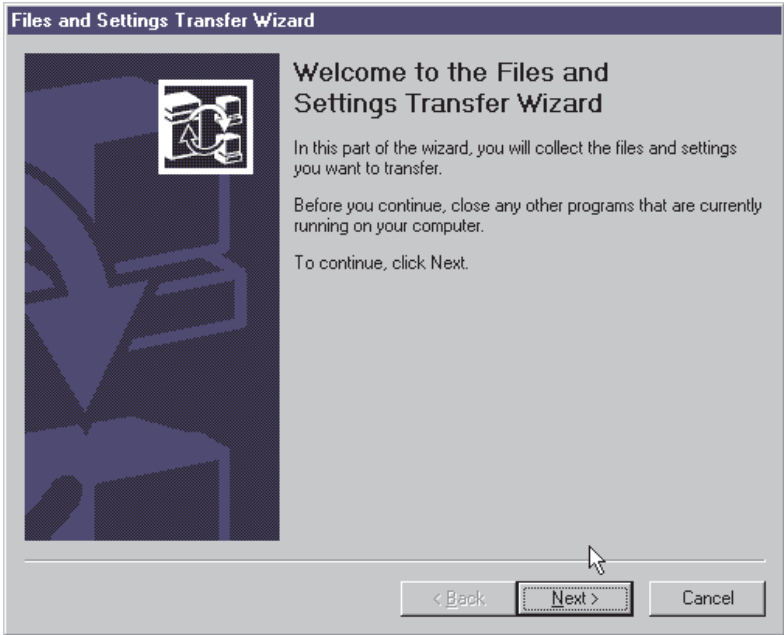 Files and Settings Transfer Wizard
Welcome to the Files and
Settings Transfer Wizard
In this part of the wizard, you will collect the files and settings
you want to transfer.
Before you continue, close any other programs that are currently
running on your computer.
To continue, click Next.
< Back
Next >
Cancel